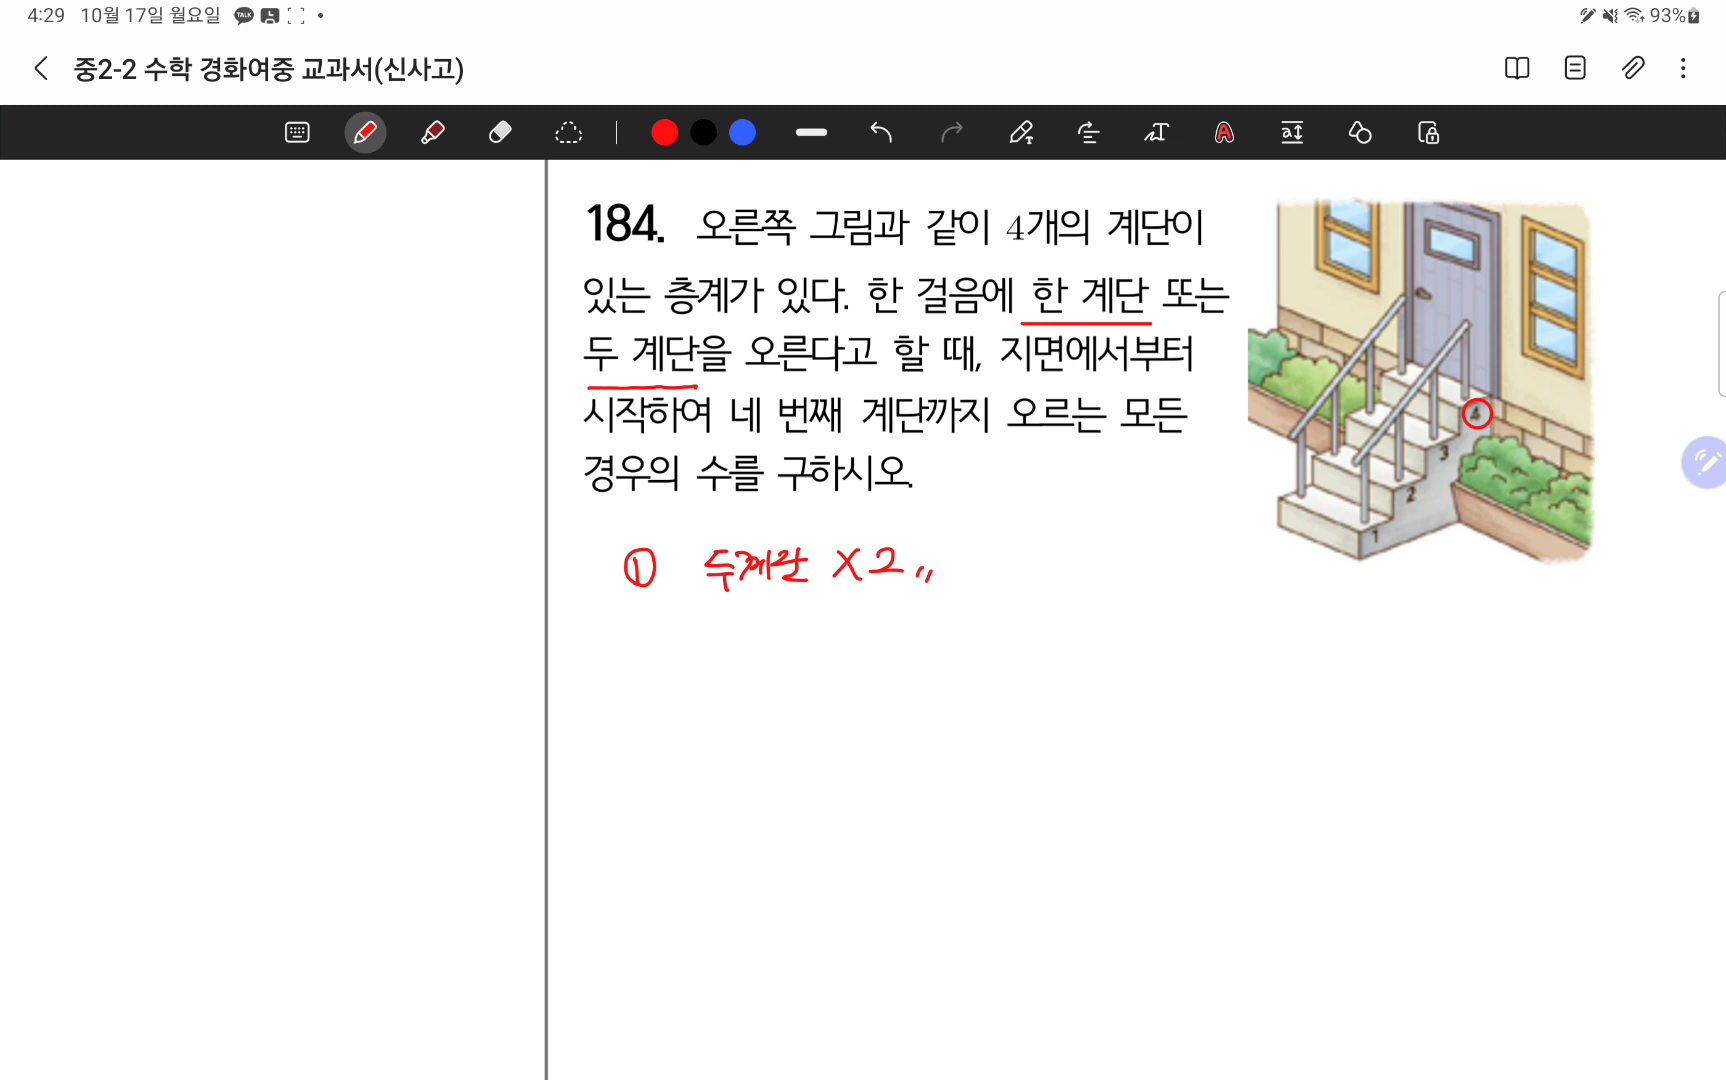 4:29 10월 17일 월요일 TALK
93%
중2-2 수학 경화여중 교과서(신사고)
184. 오른쪽 그림과 같이 4개의 계단이
있는 층계가 있다. 한 걸음에 한 계단 또는
두 계단을 오른다고 할 때, 지면에서부터
시작하여 네 번째 계단까지 오르는 모든
경우의 수를 구하시오.
4
3
2
1
① 두계단 X2 〃